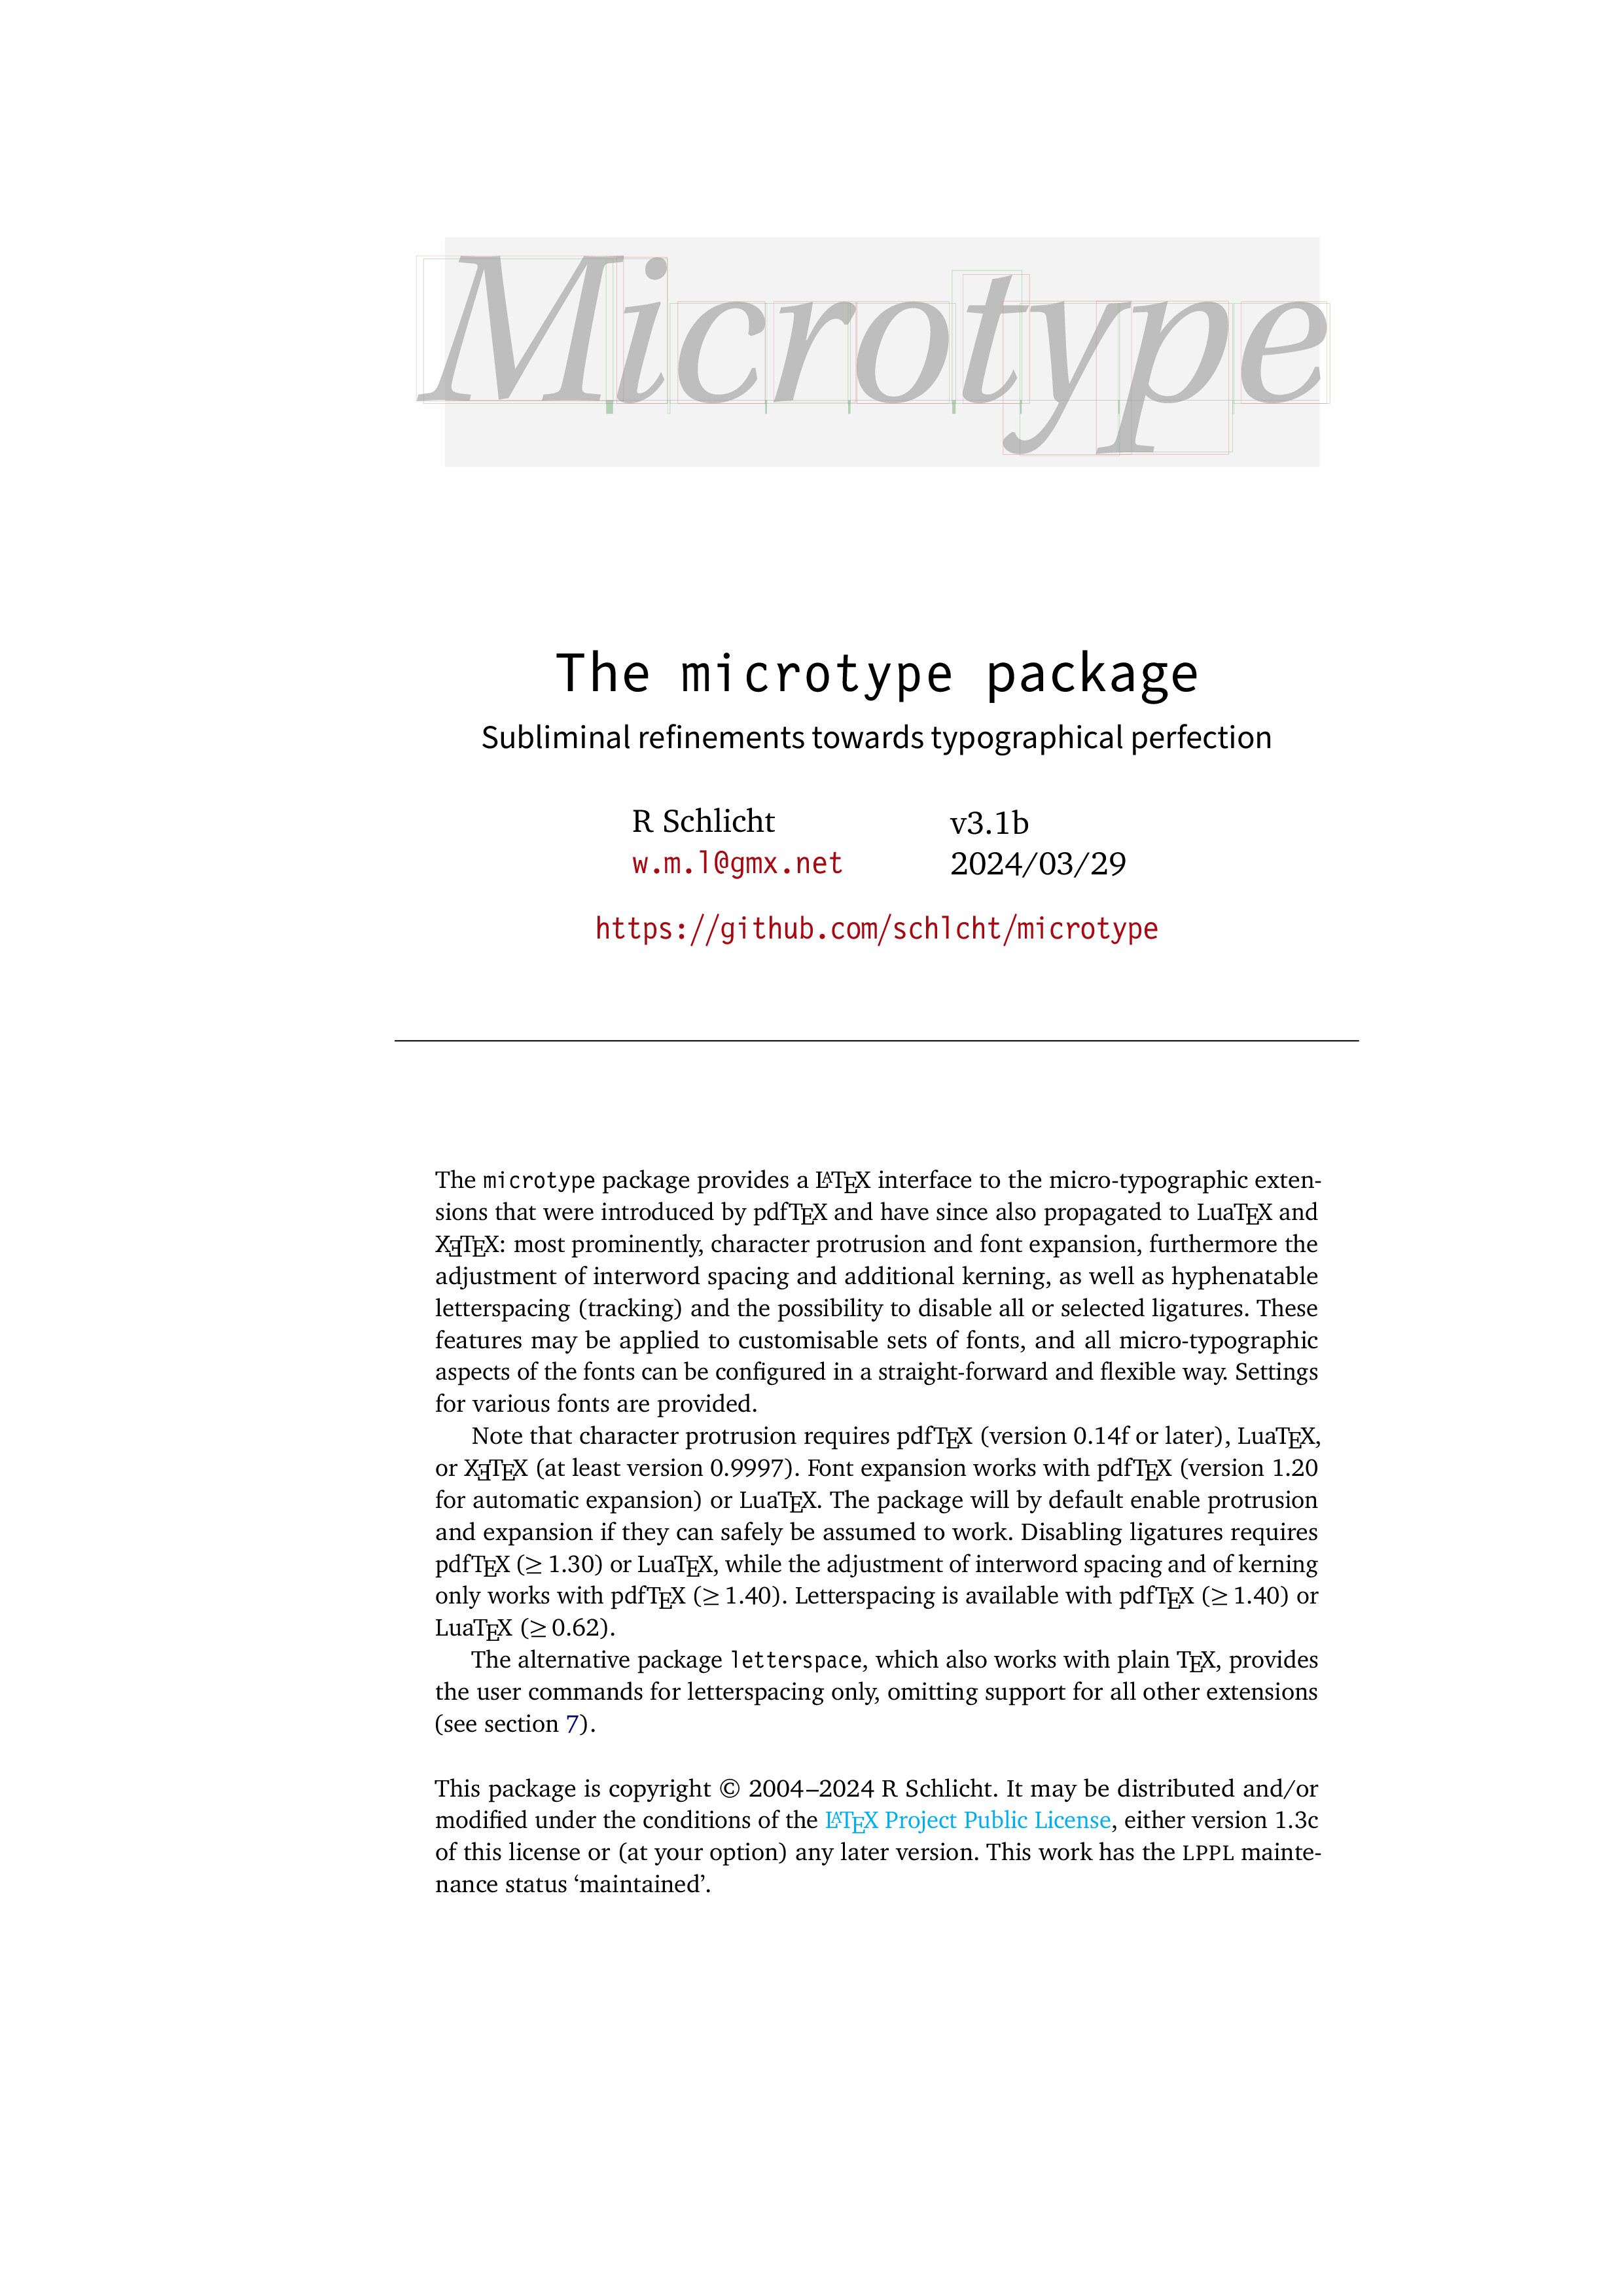 Microtype
The microtype package
Subliminal refinements towards typographical perfection
R Schlicht
v3.1b
w.m.l@gmx.net
2024/03/29
https://github.com/schlcht/microtype
The microtype package provides a LATEX interface to the micro-typographic exten-
sions that were introduced by pdfTEX and have since also propagated to LuaTEX and
XƎTEX: most prominently, character protrusion and font expansion, furthermore the
adjustment of interword spacing and additional kerning, as well as hyphenatable
letterspacing (tracking) and the possibility to disable all or selected ligatures. These
features may be applied to customisable sets of fonts, and all micro-typographic
aspects of the fonts can be configured in a straight-forward and flexible way. Settings
for various fonts are provided.
Note that character protrusion requires pdfTEX (version 0.14f or later), LuaTEX,
or XƎTEX (at least version 0.9997). Font expansion works with pdfTEX (version 1.20
for automatic expansion) or LuaTEX. The package will by default enable protrusion
and expansion if they can safely be assumed to work. Disabling ligatures requires
pdfTEX (≥ 1.30) or LuaTEX, while the adjustment of interword spacing and of kerning
only works with pdfTEX (≥ 1.40). Letterspacing is available with pdfTEX (≥ 1.40) or
LuaTEX (≥ 0.62).
The alternative package letterspace, which also works with plain TEX, provides
the user commands for letterspacing only, omitting support for all other extensions
(see section 7).
This package is copyright © 2004–2024 R Schlicht. It may be distributed and/or
modified under the conditions of the LATEX Project Public License, either version 1.3c
of this license or (at your option) any later version. This work has the LPPL mainte-
nance status ‘maintained’.